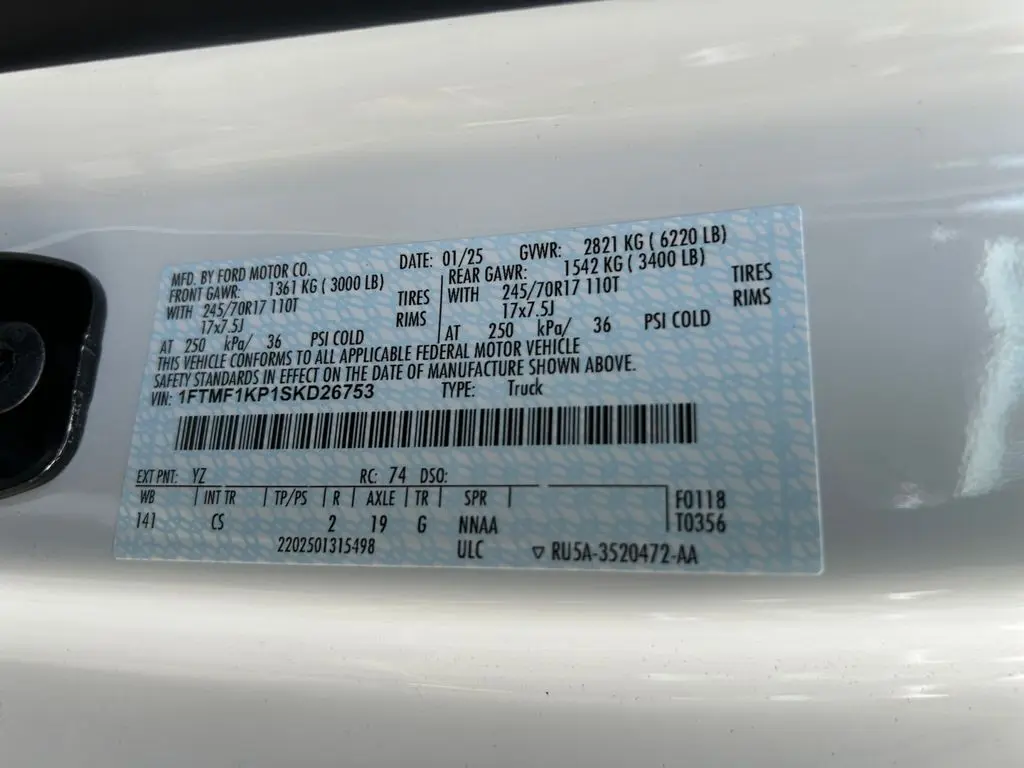 MFD. BY FORD MOTOR CO. DATE: 01/25 GVWR: 2821 KG ( 6220 LB)
FRONT GAWR: 1361 KG ( 3000 LB) REAR GAWR: 1542 KG ( 3400 LB)
WITH 245/70R17 110T TIRES WITH 245/70R17 110T TIRES
17x7.5J RIMS 17x7.5J RIMS
AT 250 kPa/ 36 PSI COLD AT 250 kPa/ 36 PSI COLD
THIS VEHICLE CONFORMS TO ALL APPLICABLE FEDERAL MOTOR VEHICLE
SAFETY STANDARDS IN EFFECT ON THE DATE OF MANUFACTURE SHOWN ABOVE.
VIN: 1FTMF1KP1SKD26753 TYPE: Truck
EXT PNT: YZ RC: 74 DSO:
WB INT TR TP/PS R AXLE TR SPR F0118
141 CS 2 19 G NNAA T0356
2202501315498 ULC ▽ RU5A-3520472-AA